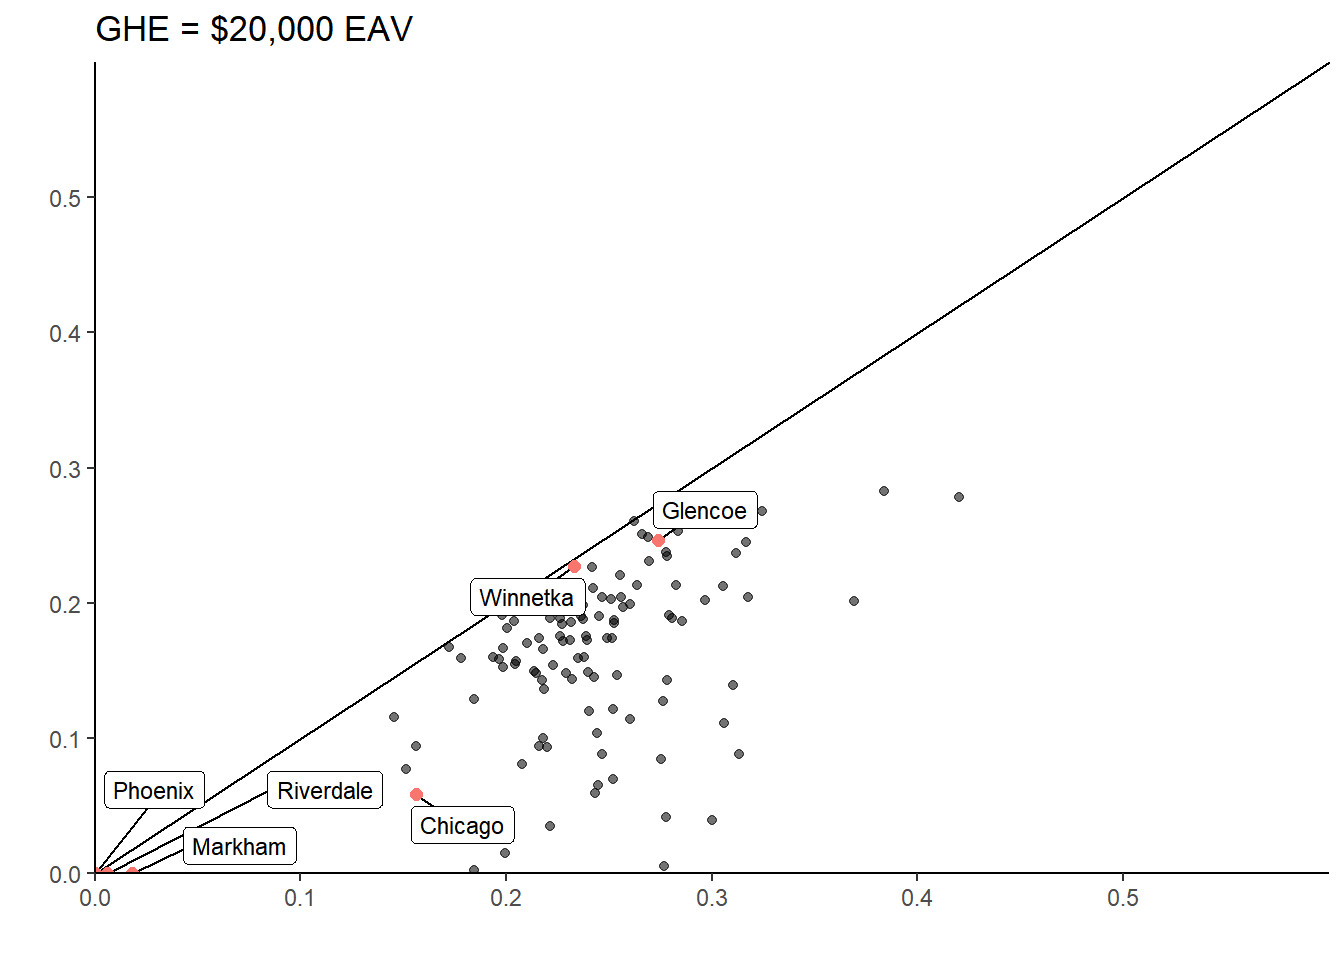 GHE = $20,000 EAV
0.5
0.4
0.3
Glencoe
0.2
Winnetka
0.1
Phoenix
Riverdale
Chicago
Markham
0.0
0.0 0.1 0.2 0.3 0.4 0.5